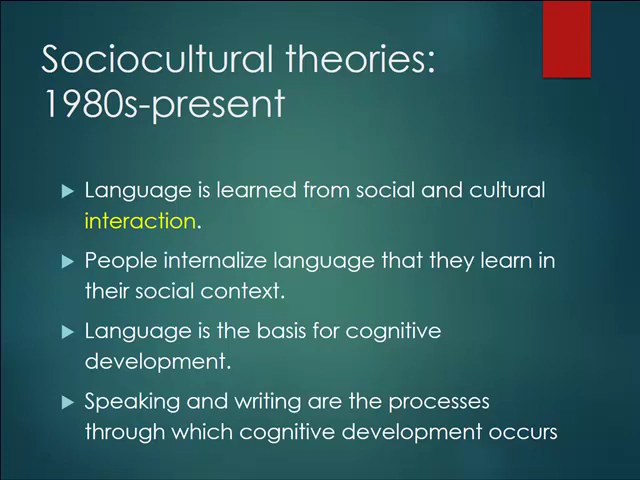 Sociocultural theories:
1980s-present
Language is learned from social and cultural
interaction.
People internalize language that they learn in
their social context.
Language is the basis for cognitive
development.
Speaking and writing are the processes
through which cognitive development occurs